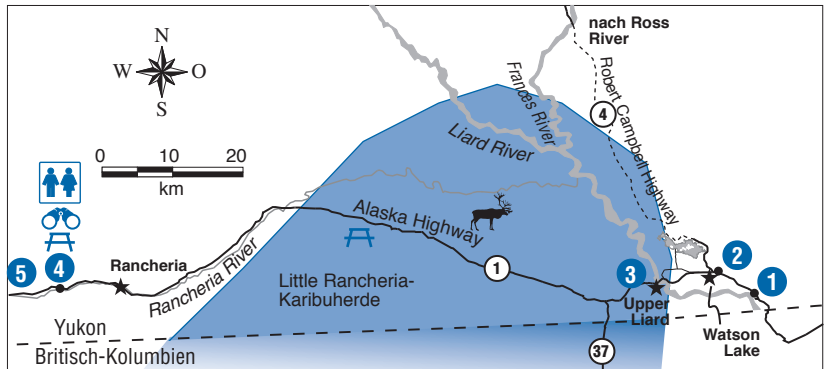 nach Ross
River
N
W O
S
Frances River
Robert Campbell Highway
4
Liard River
0 10 20
km
Alaska Highway
5
4
Rancheria
Rancheria River
Little Rancheria-
Karibuherde
1
3
2
1
Upper
Liard
Watson
Lake
Yukon
Britisch-Kolumbien
37